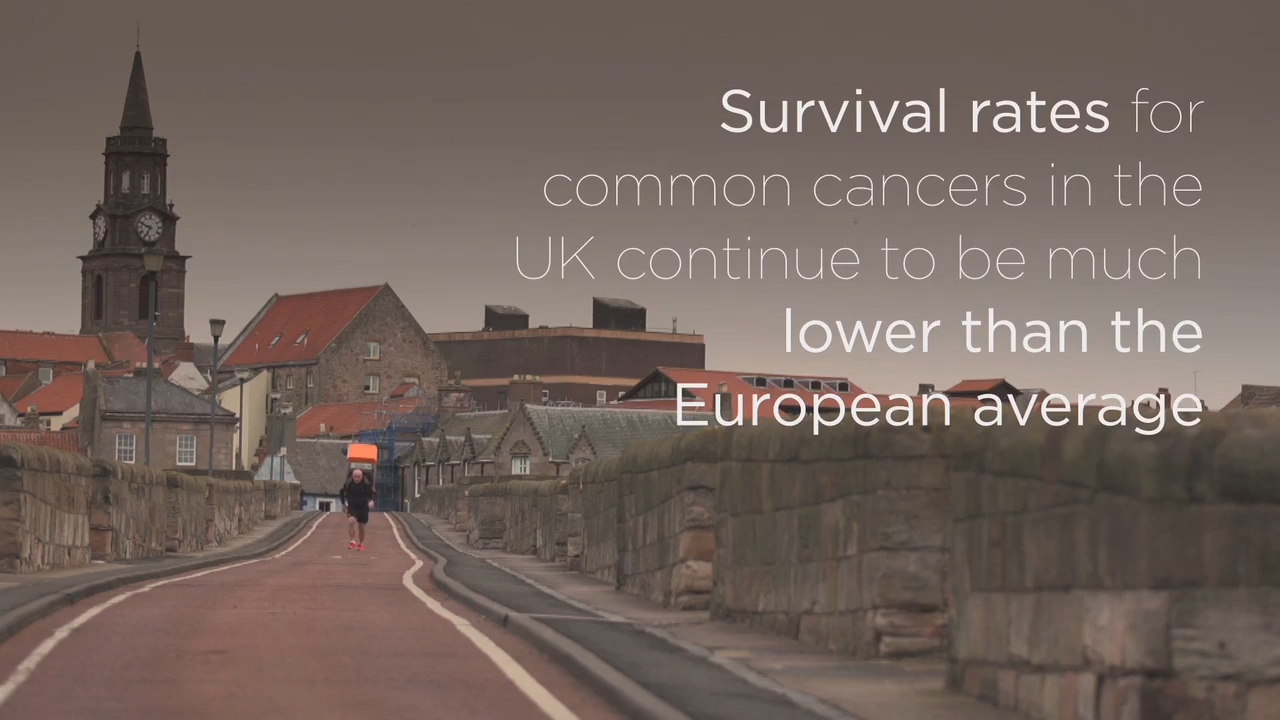 Survival rates for
common cancers in the
UK continue to be much
lower than the
European average